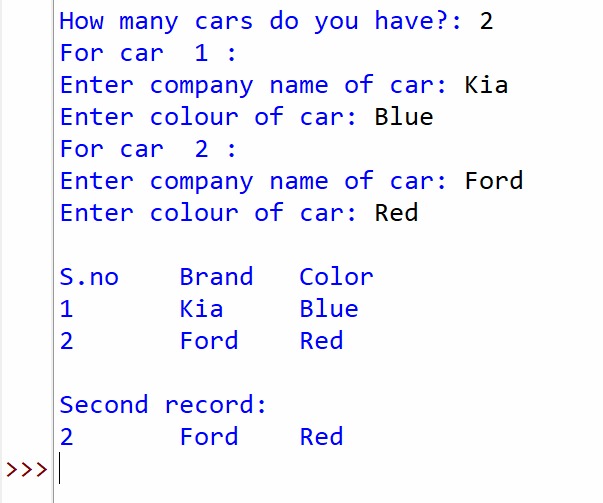 How many cars do you have?: 2
For car  1 :
Enter company name of car: Kia
Enter colour of car: Blue
For car  2 :
Enter company name of car: Ford
Enter colour of car: Red
S.no    Brand   Color
1       Kia     Blue
2       Ford    Red
Second record:
2       Ford    Red
>>>